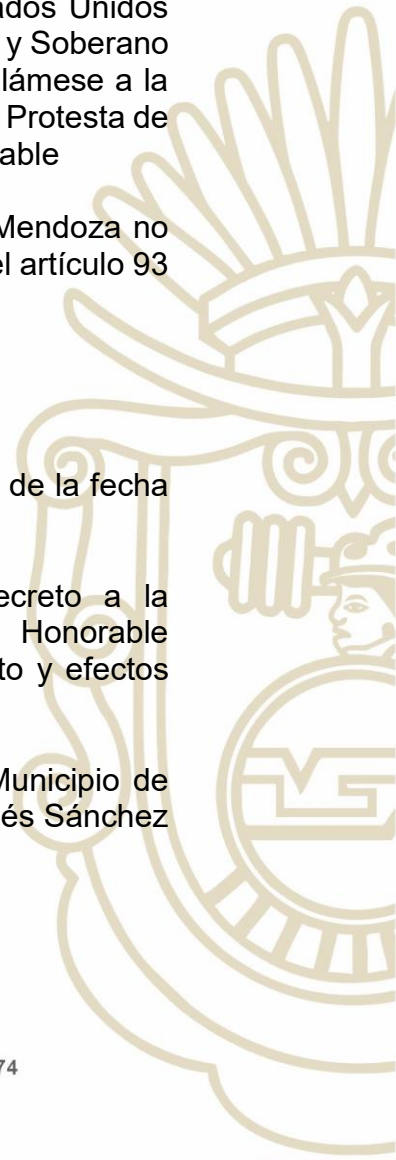 ados Unidos
y Soberano
lámese a la
Protesta de
able
Mendoza no
el artículo 93
de la fecha
ecreto a la
Honorable
to y efectos
Municipio de
és Sánchez
74